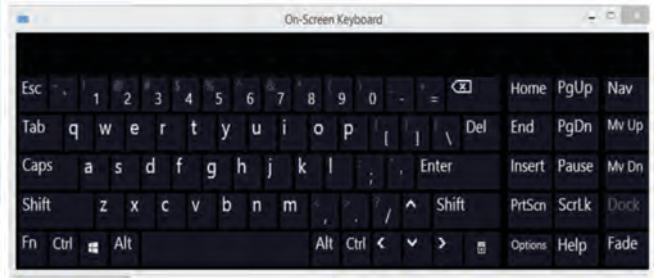 On-Screen Keyboard
Esc 1 2 3 4 5 6 7 8 9 0 - = Home PgUp Nav
Tab q w e r t y u i o p [ ] \ Del End PgDn Mv Up
Caps a s d f g h j k l ; ' Enter Insert Pause Mv Dn
Shift z x c v b n m , . / ^ Shift PrtScn ScrLk Dock
Fn Ctrl Alt Alt Ctrl < > Options Help Fade